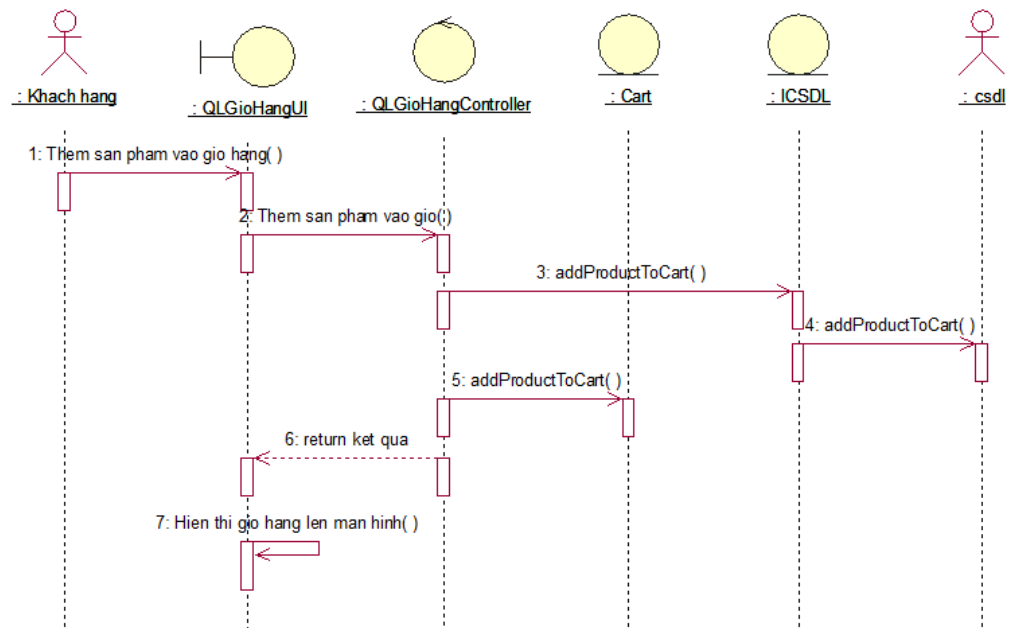 : Khach hang
: QLGioHangUI
: QLGioHangController
: Cart
: ICSDL
: csdl
1: Them san pham vao gio hang( )
2: Them san pham vao gio( )
3: addProductToCart( )
4: addProductToCart( )
5: addProductToCart( )
6: return ket qua
7: Hien thi gio hang len man hinh( )